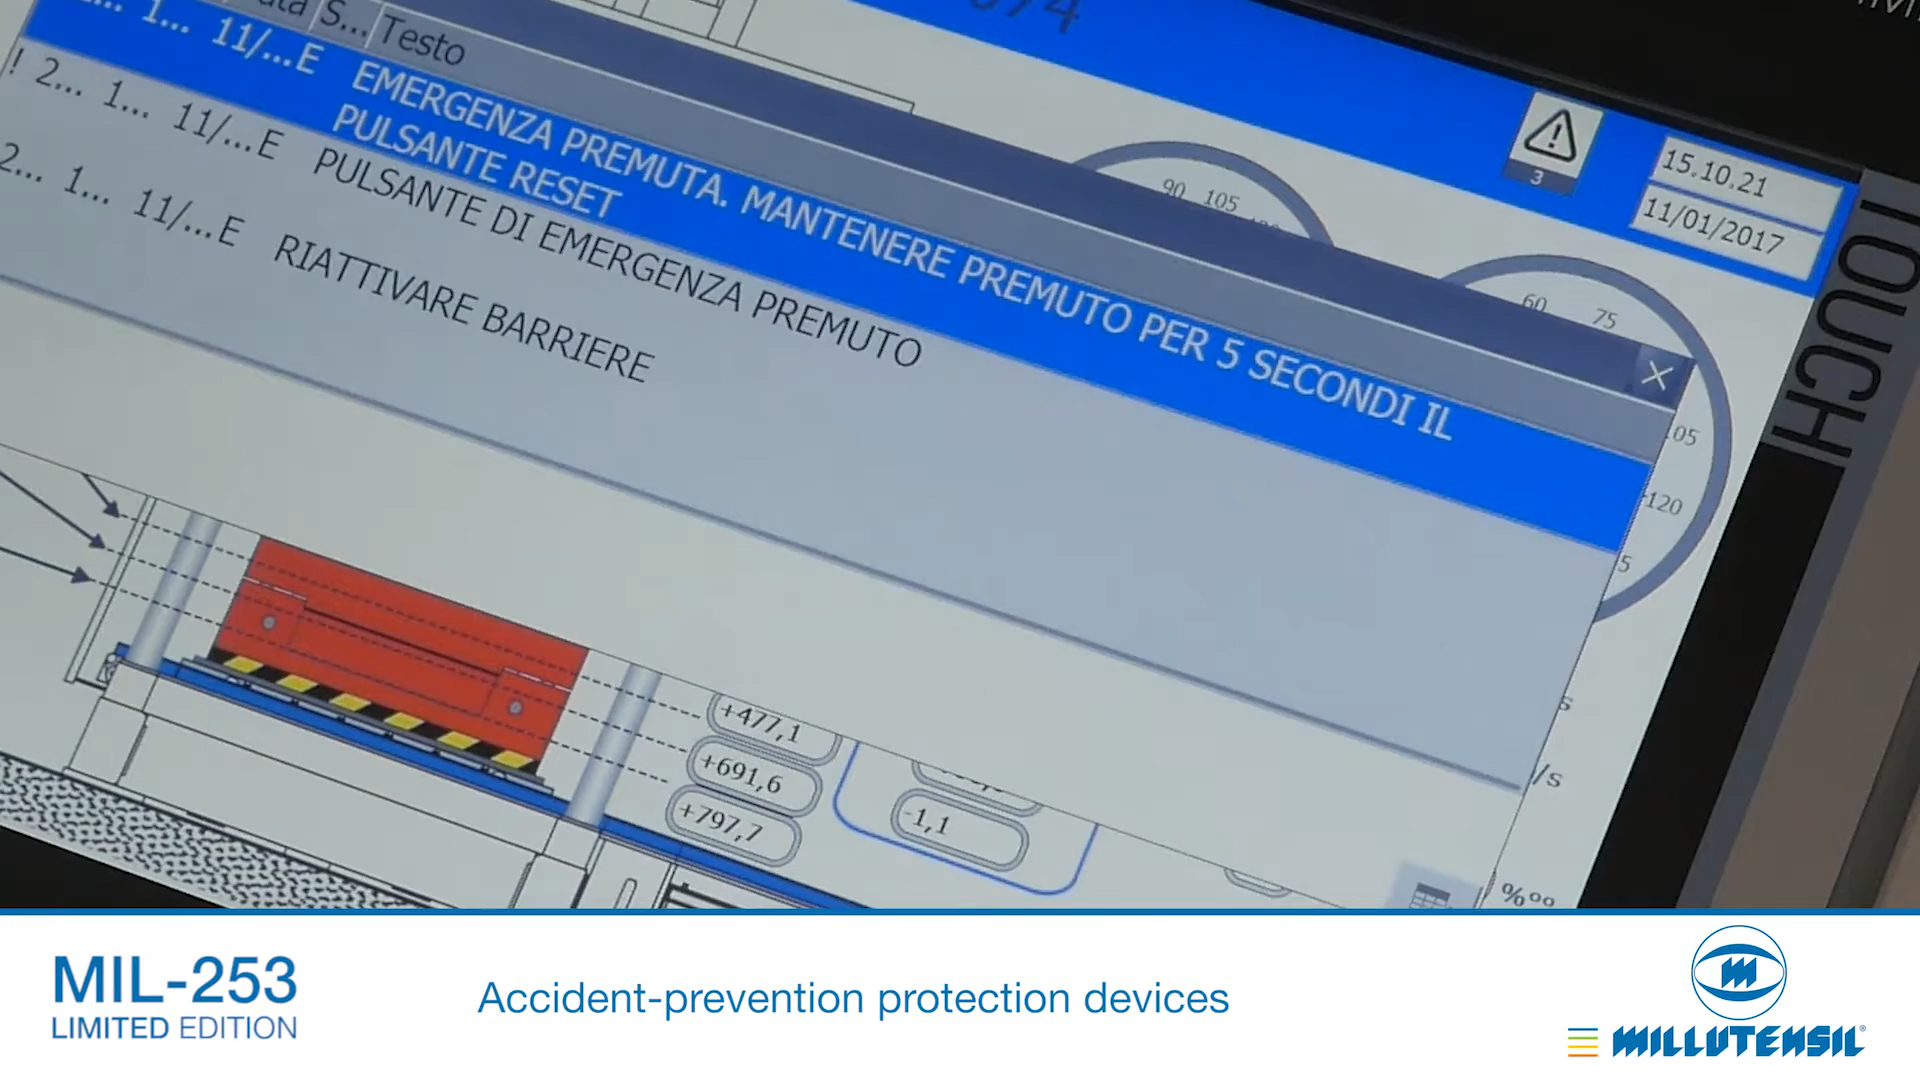 S... Testo
1... 11/...E EMERGENZA PREMUTA. MANTENERE PREMUTO PER 5 SECONDI IL
PULSANTE RESET
! 2... 1... 11/...E PULSANTE DI EMERGENZA PREMUTO
2... 1... 11/...E RIATTIVARE BARRIERE
3
15.10.21
11/01/2017
TOUCH
90 105
60 75
105
120
+477,1
+691,6
+797,7
-1,1
/s
%
MIL-253
LIMITED EDITION
Accident-prevention protection devices
MILLUTENSIL®